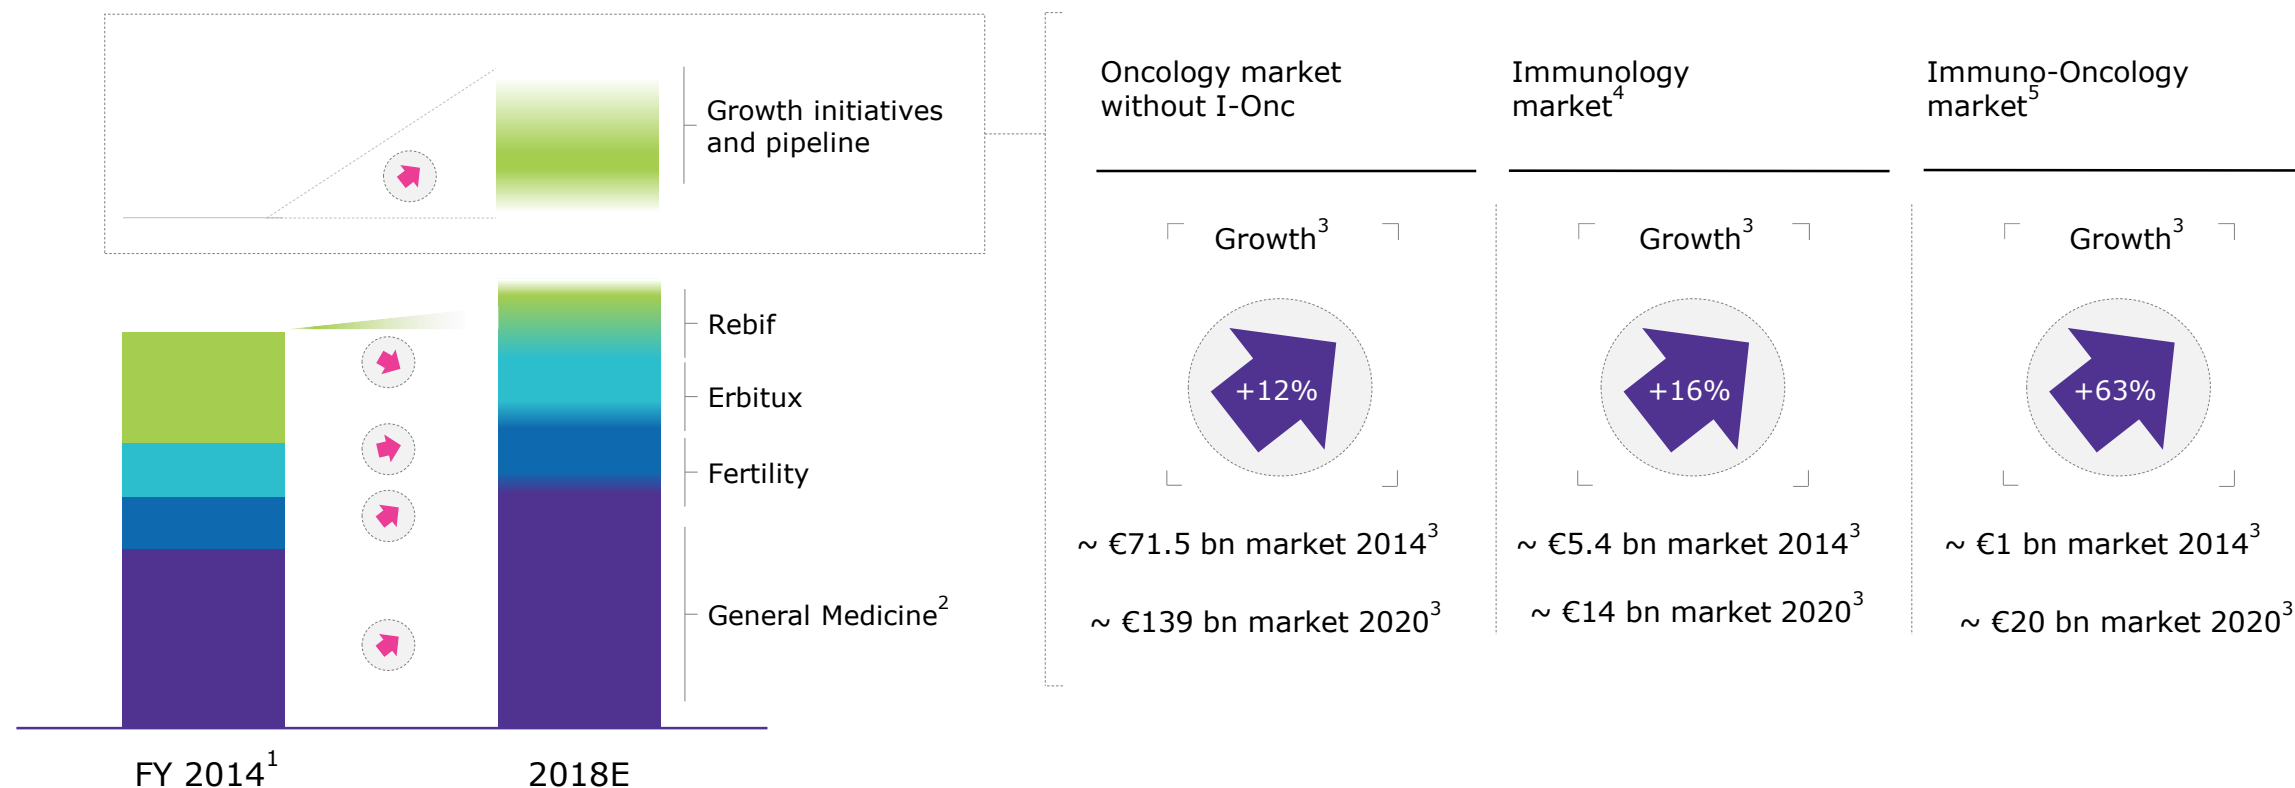 Growth initiatives
and pipeline
Rebif
Erbitux
Fertility
General Medicine²
FY 2014¹
2018E
Oncology market
without I-Onc
Growth³
+12%
~ €71.5 bn market 2014³
~ €139 bn market 2020³
Immunology
market⁴
Growth³
+16%
~ €5.4 bn market 2014³
~ €14 bn market 2020³
Immuno-Oncology
market⁵
Growth³
+63%
~ €1 bn market 2014³
~ €20 bn market 2020³